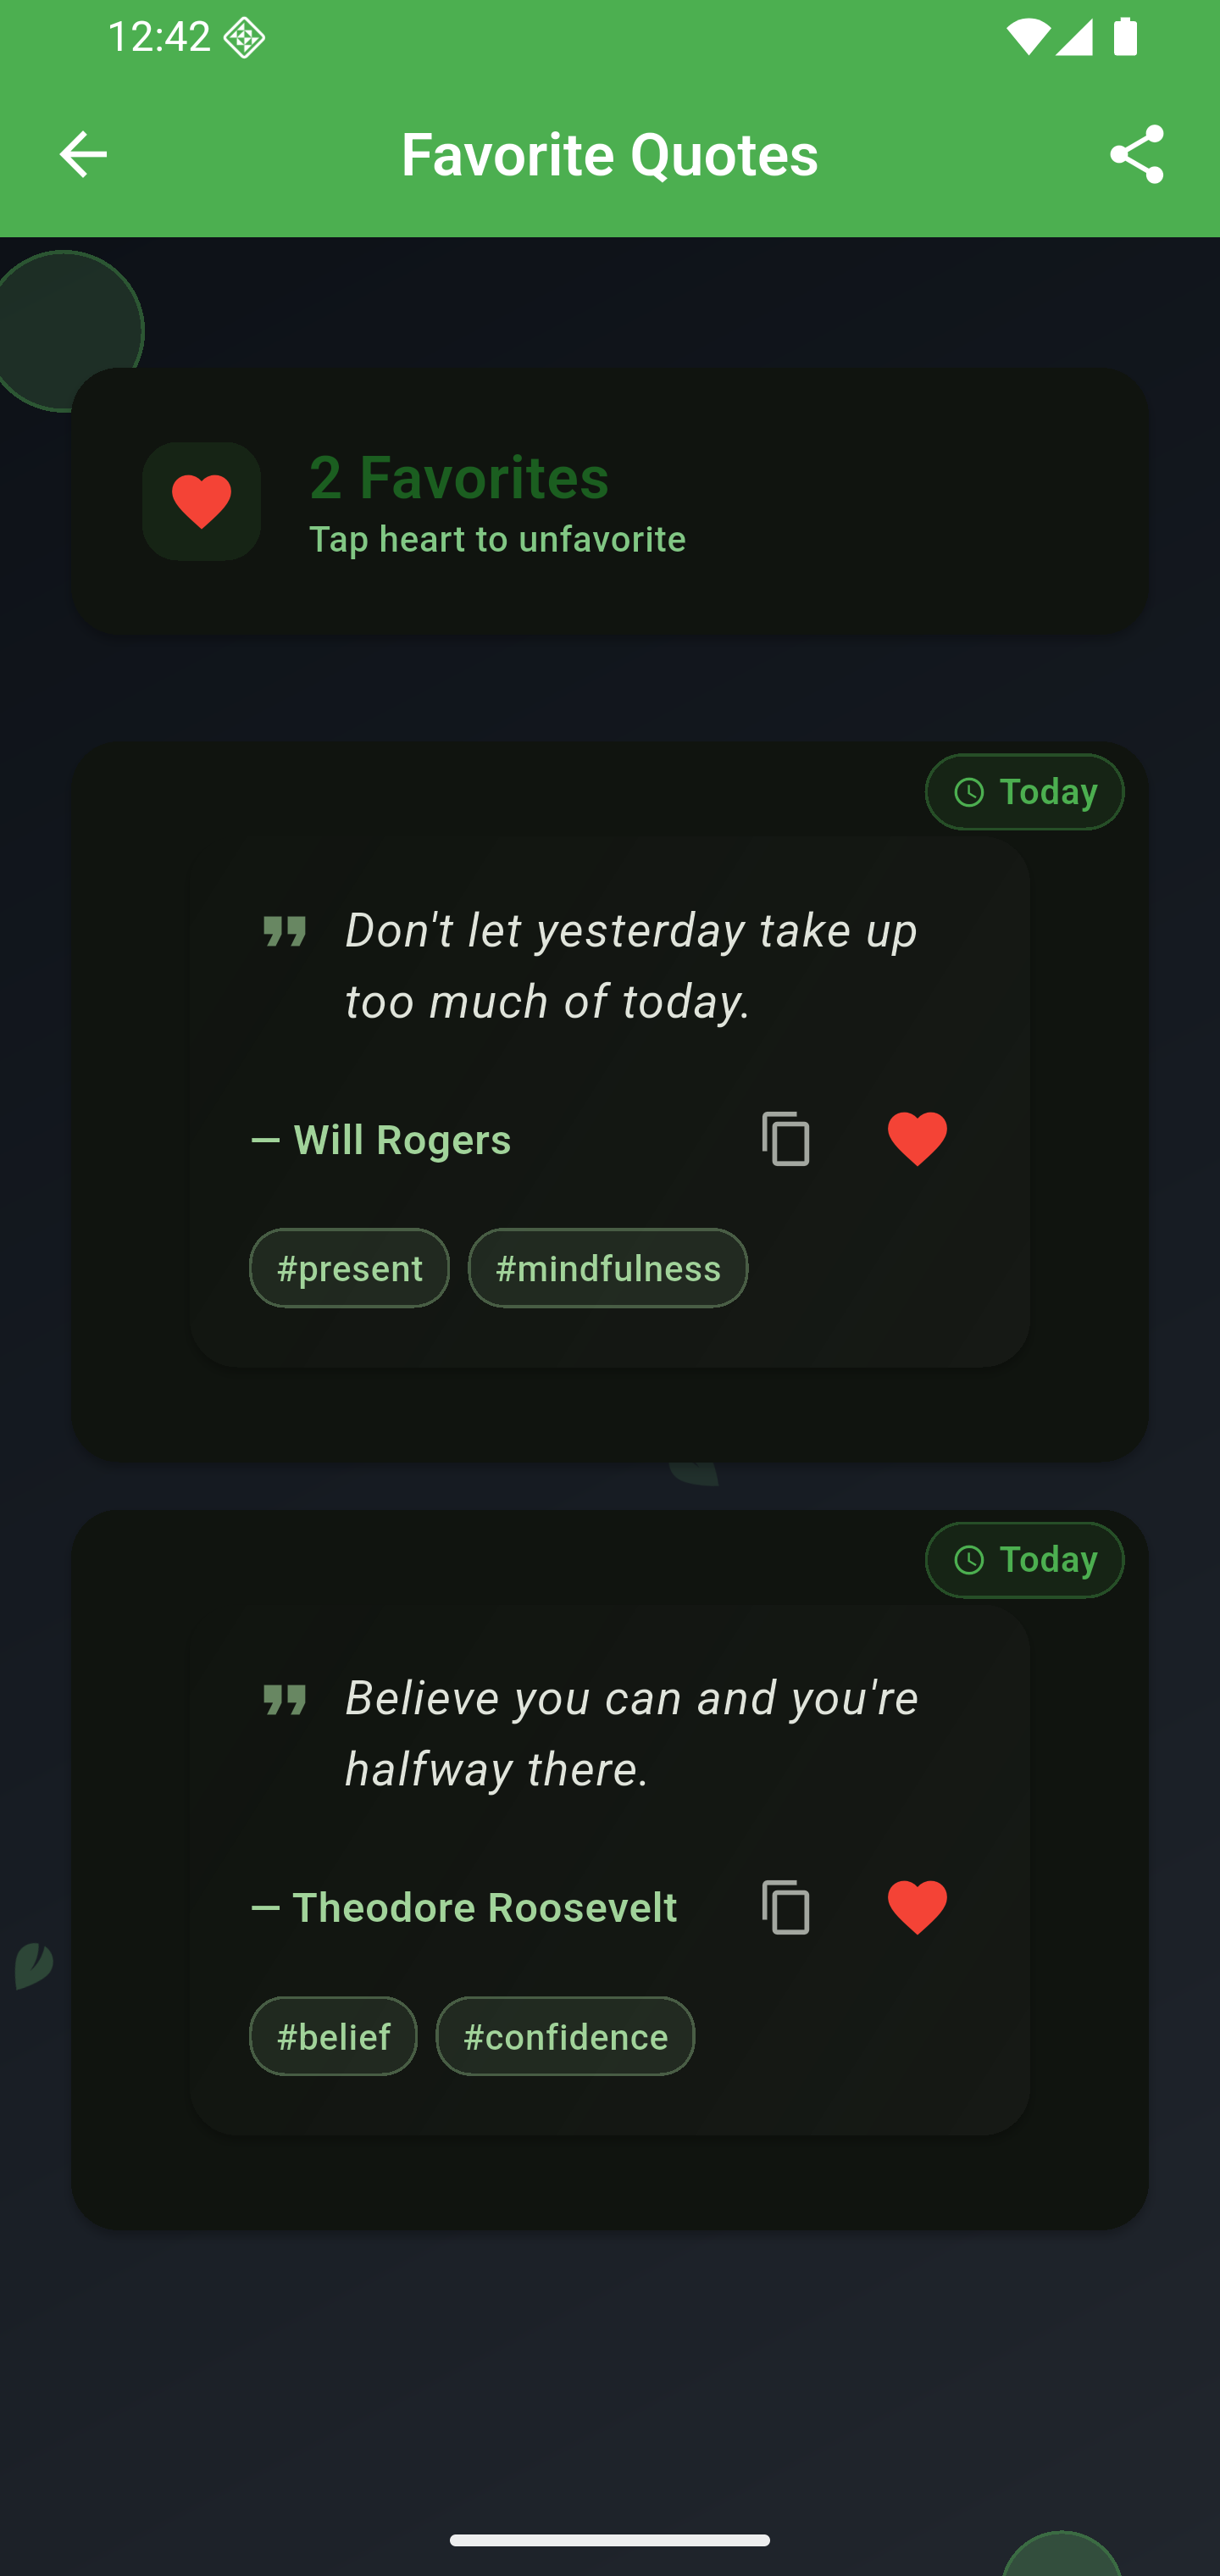 12:42
Favorite Quotes
2 Favorites
Tap heart to unfavorite
Today
Don't let yesterday take up
too much of today.
— Will Rogers
#present #mindfulness
Today
Believe you can and you're
halfway there.
— Theodore Roosevelt
#belief #confidence